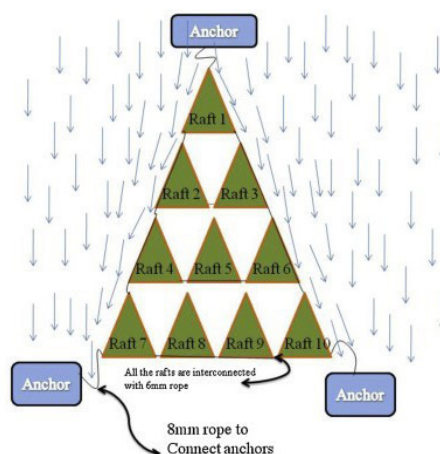 Anchor
Raft 1
Raft 2 Raft 3
Raft 4 Raft 5 Raft 6
Raft 7 Raft 8 Raft 9 Raft 10
All the rafts are interconnected
with 6mm rope
Anchor
Anchor
8mm rope to
Connect anchors